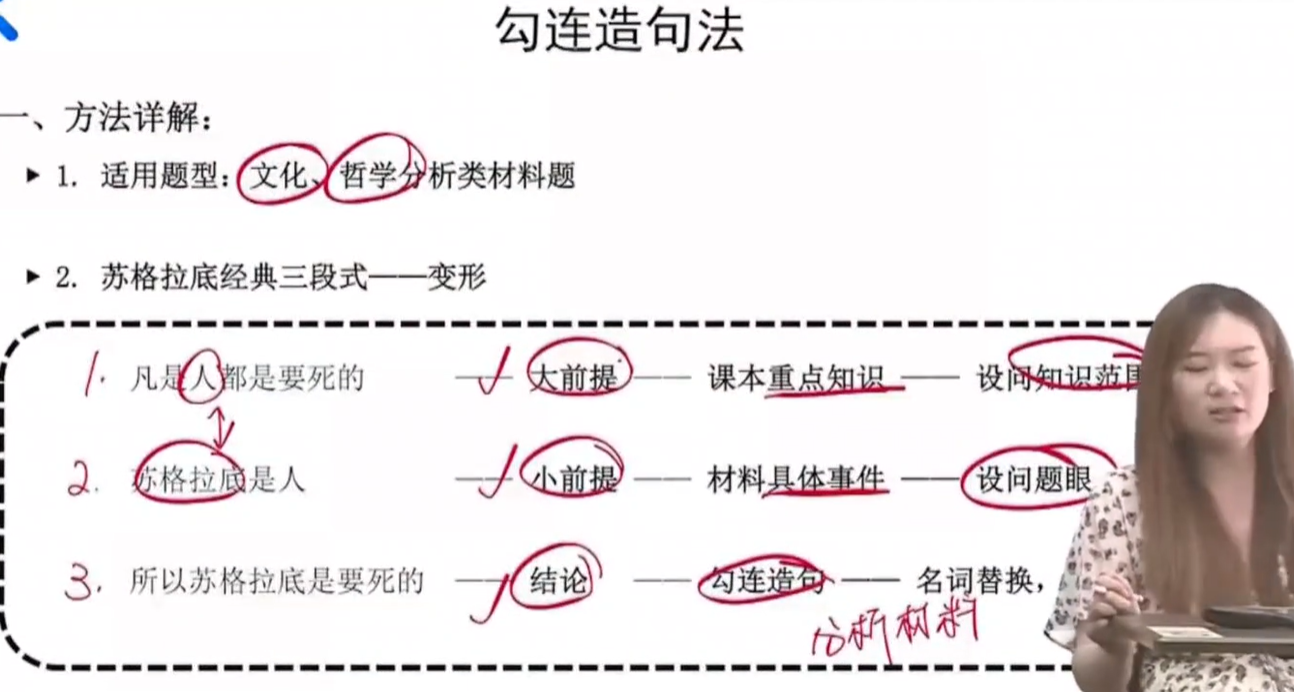 勾连造句法
一、方法详解：
▸ 1. 适用题型：文化、哲学分析类材料题
▸ 2. 苏格拉底经典三段式——变形
1. 凡是人都是要死的 —— 大前提 —— 课本重点知识 —— 设问知识范围
2. 苏格拉底是人 —— 小前提 —— 材料具体事件 —— 设问题眼
3. 所以苏格拉底是要死的 —— 结论 —— 勾连造句 —— 名词替换，
分析材料